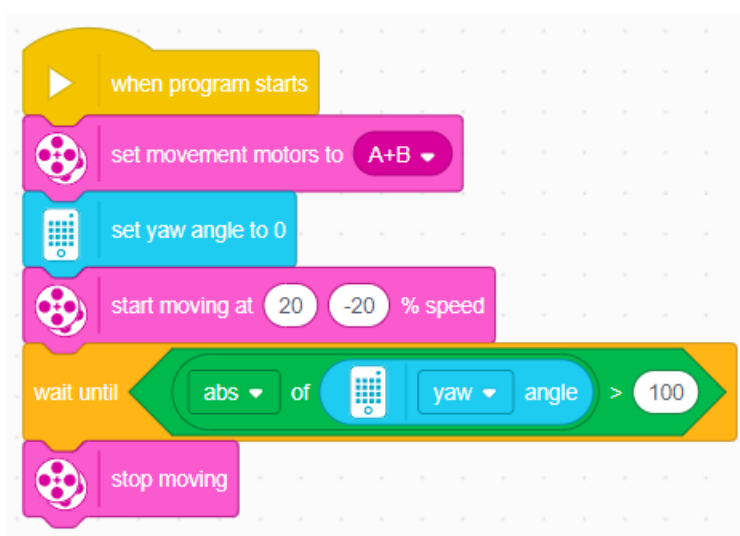 when program starts
set movement motors to A+B
set yaw angle to 0
start moving at 20 -20 % speed
wait until abs of yaw angle > 100
stop moving